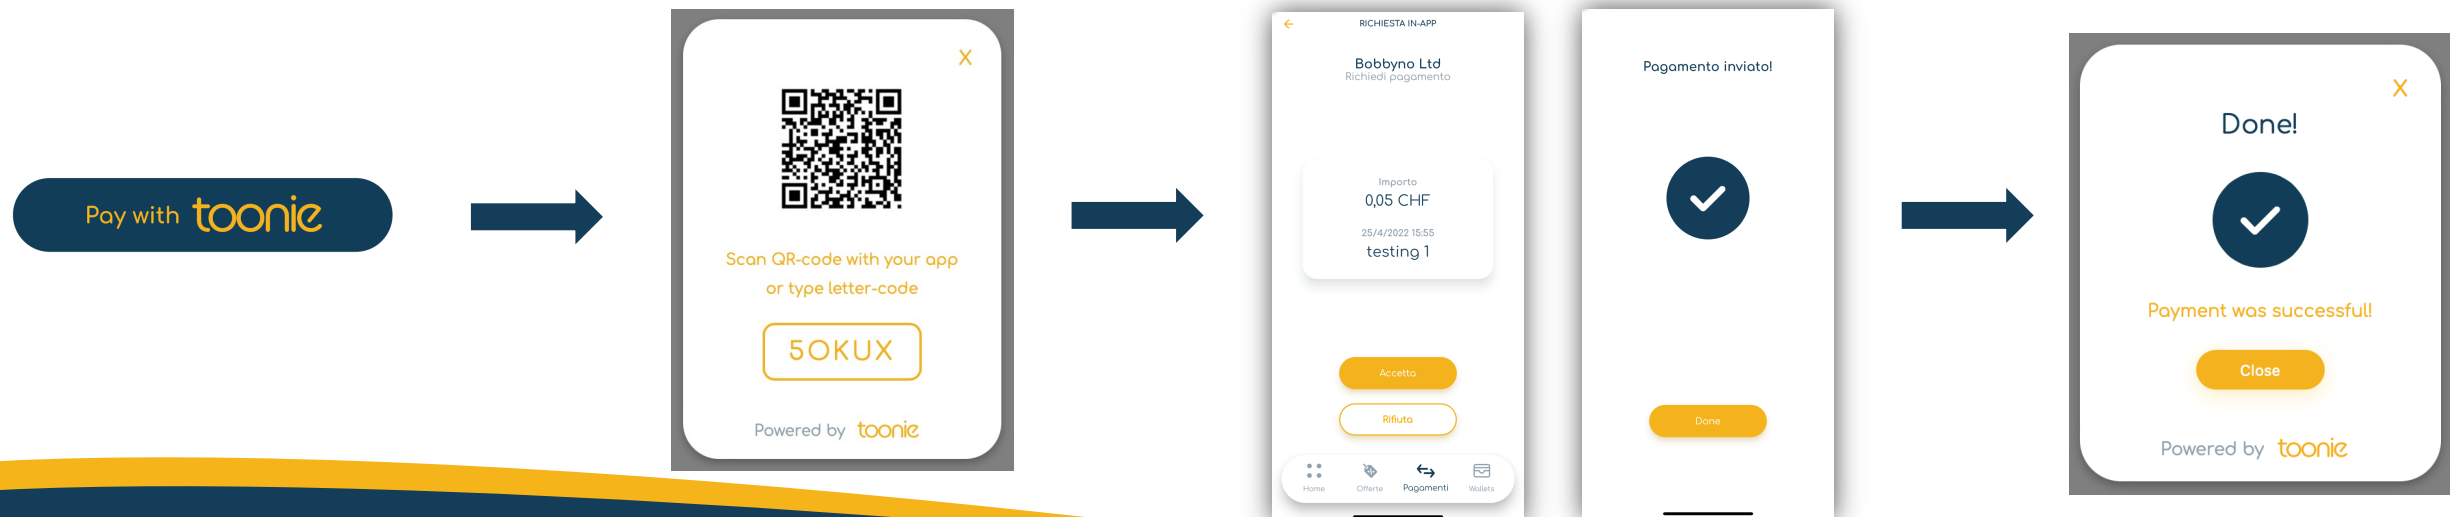 Pay with toonie
X
Scan QR-code with your app
or type letter-code
5OKUX
Powered by toonie
RICHIESTA IN-APP
Bobbyno Ltd
Richiedi pagamento
Importo
0,05 CHF
25/4/2022 15:55
testing 1
Accetta
Rifiuta
Home Offerte Pagamenti Wallets
Pagamento inviato!
Done
X
Done!
Payment was successful!
Close
Powered by toonie